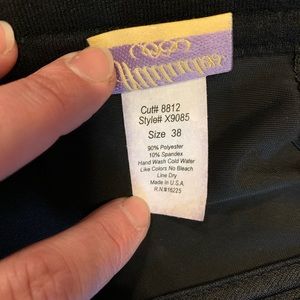 Cut# 8812
Style# X9085
Size 38
90% Polyester
10% Spandex
Hand Wash Cold Water
Like Colors No Bleach
Line Dry
Made in U.S.A.
R.N.#16225